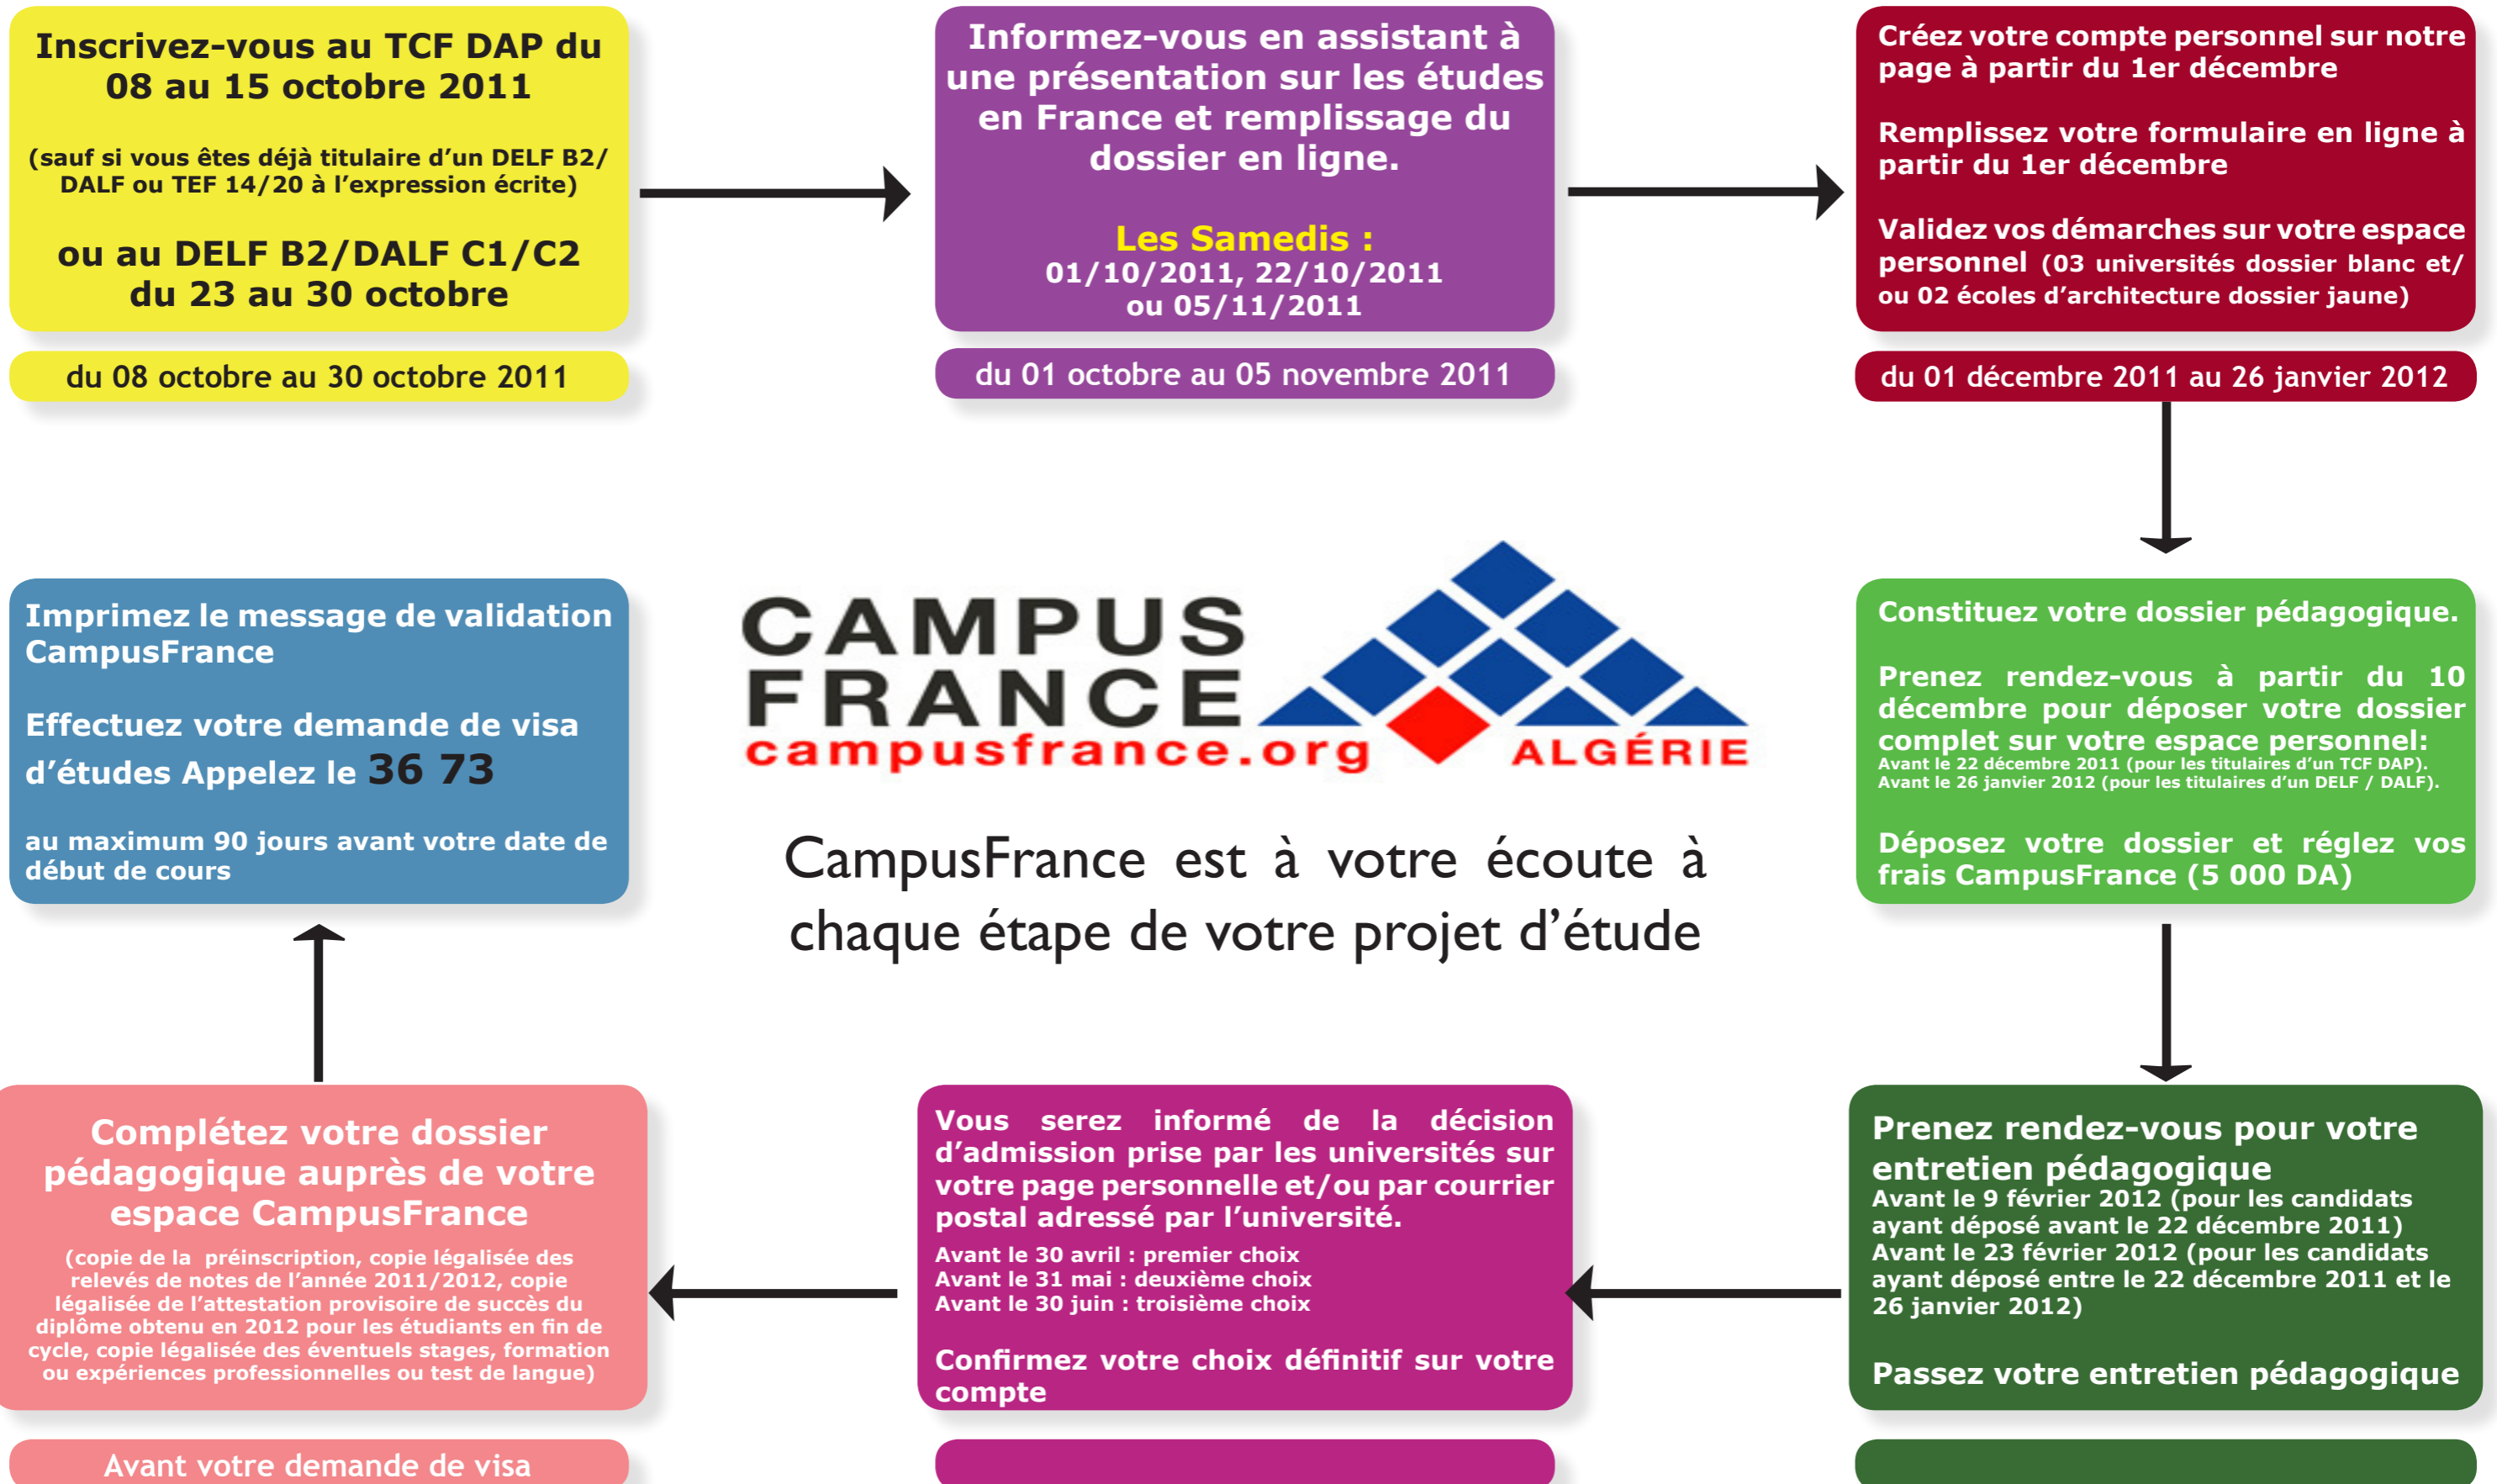 Inscrivez-vous au TCF DAP du
08 au 15 octobre 2011
(sauf si vous êtes déjà titulaire d’un DELF B2/
DALF ou TEF 14/20 à l’expression écrite)
ou au DELF B2/DALF C1/C2
du 23 au 30 octobre
du 08 octobre au 30 octobre 2011
Informez-vous en assistant à
une présentation sur les études
en France et remplissage du
dossier en ligne.
Les Samedis :
01/10/2011, 22/10/2011
ou 05/11/2011
du 01 octobre au 05 novembre 2011
Créez votre compte personnel sur notre
page à partir du 1er décembre
Remplissez votre formulaire en ligne à
partir du 1er décembre
Validez vos démarches sur votre espace
personnel (03 universités dossier blanc et/
ou 02 écoles d’architecture dossier jaune)
du 01 décembre 2011 au 26 janvier 2012
Constituez votre dossier pédagogique.
Prenez rendez-vous à partir du 10
décembre pour déposer votre dossier
complet sur votre espace personnel:
Avant le 22 décembre 2011 (pour les titulaires d’un TCF DAP).
Avant le 26 janvier 2012 (pour les titulaires d’un DELF / DALF).
Déposez votre dossier et réglez vos
frais CampusFrance (5 000 DA)
Prenez rendez-vous pour votre
entretien pédagogique
Avant le 9 février 2012 (pour les candidats
ayant déposé avant le 22 décembre 2011)
Avant le 23 février 2012 (pour les candidats
ayant déposé entre le 22 décembre 2011 et le
26 janvier 2012)
Passez votre entretien pédagogique
Vous serez informé de la décision
d’admission prise par les universités sur
votre page personnelle et/ou par courrier
postal adressé par l’université.
Avant le 30 avril : premier choix
Avant le 31 mai : deuxième choix
Avant le 30 juin : troisième choix
Confirmez votre choix définitif sur votre
compte
Complétez votre dossier
pédagogique auprès de votre
espace CampusFrance
(copie de la préinscription, copie légalisée des
relevés de notes de l’année 2011/2012, copie
légalisée de l’attestation provisoire de succès du
diplôme obtenu en 2012 pour les étudiants en fin de
cycle, copie légalisée des éventuels stages, formation
ou expériences professionnelles ou test de langue)
Avant votre demande de visa
Imprimez le message de validation
CampusFrance
Effectuez votre demande de visa
d’études Appelez le 36 73
au maximum 90 jours avant votre date de
début de cours
CAMPUS
FRANCE
campusfrance.org ALGÉRIE
CampusFrance est à votre écoute à
chaque étape de votre projet d’étude